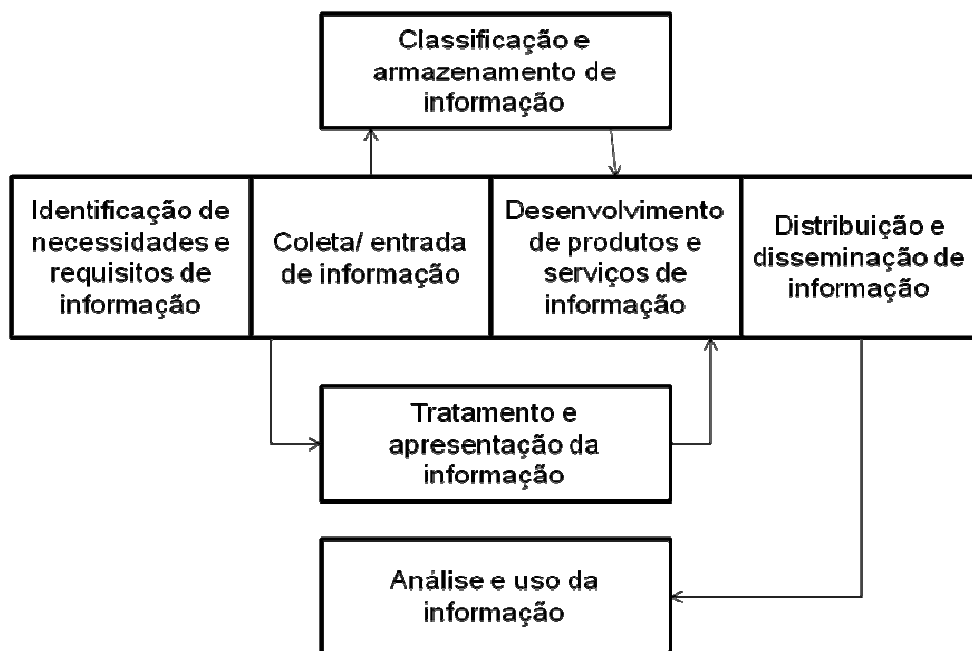 Classificação e
armazenamento de
informação
Identificação de
necessidades e
requisitos de
informação
Coleta/ entrada
de informação
Desenvolvimento
de produtos e
serviços de
informação
Distribuição e
disseminação de
informação
Tratamento e
apresentação da
informação
Análise e uso da
informação